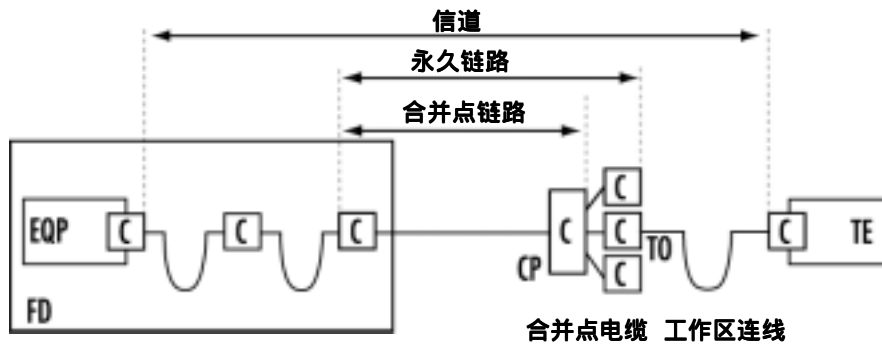 信道
永久链路
合并点链路
C
EQP C C C C C TO C TE
CP C
FD
合并点电缆 工作区连线